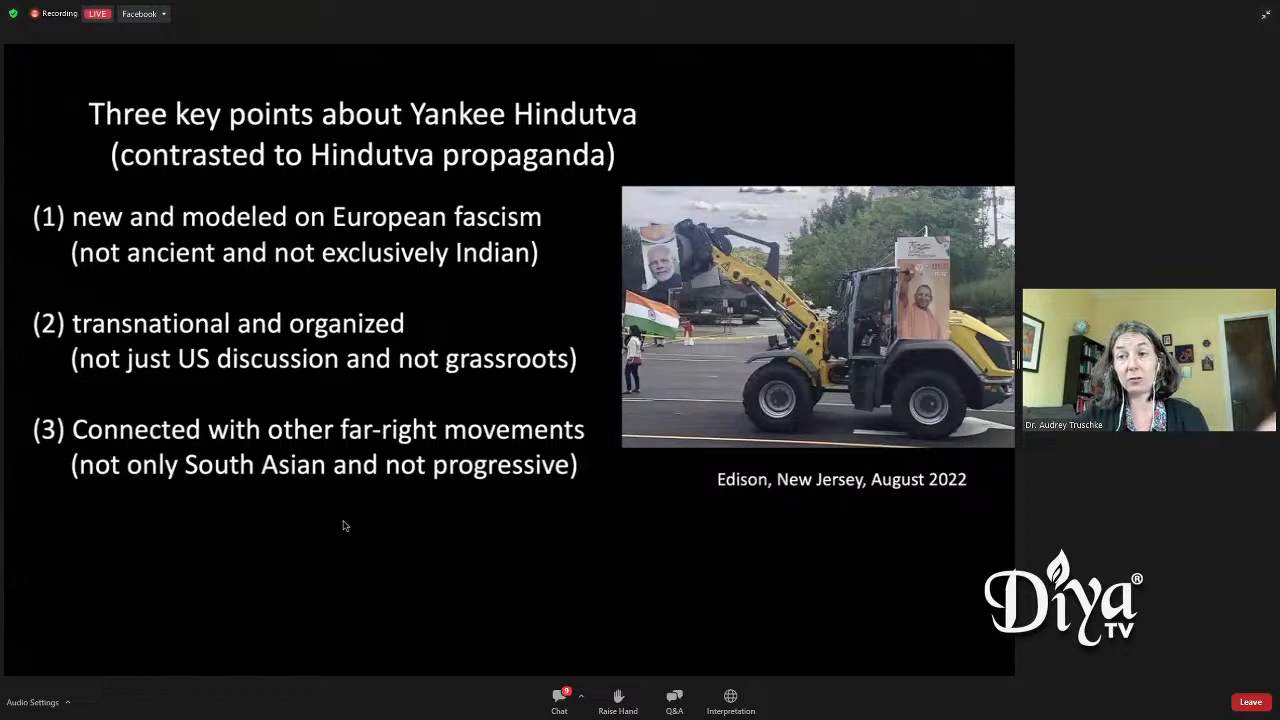 Recording
LIVE
Facebook
Three key points about Yankee Hindutva
(contrasted to Hindutva propaganda)
(1) new and modeled on European fascism
(not ancient and not exclusively Indian)
(2) transnational and organized
(not just US discussion and not grassroots)
(3) Connected with other far-right movements
(not only South Asian and not progressive)
Edison, New Jersey, August 2022
Dr. Audrey Truschke
Diya®
TV
Audio Settings
9
Chat
Raise Hand
Q&A
Interpretation
Leave